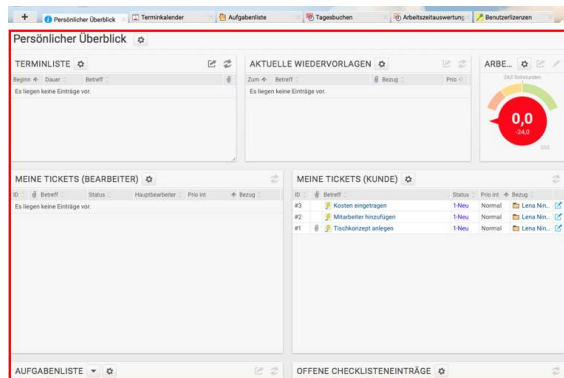 + Persönlicher Überblick Terminkalender Aufgabenliste Tagesbuchen Arbeitszeitauswertung Benutzerlizenzen
Persönlicher Überblick
TERMINLISTE
Beginn Dauer Betreff
Es liegen keine Einträge vor.
AKTUELLE WIEDERVORLAGEN
Zum Betreff Bezug Prio
Es liegen keine Einträge vor.
ARBE...
0,0
-24,0
MEINE TICKETS (BEARBEITER)
ID Betreff Status Hauptbearbeiter Prio int Bezug
Es liegen keine Einträge vor.
MEINE TICKETS (KUNDE)
ID Betreff Status Prio int Bezug
#3 Kosten eingetragen 1-Neu Normal Lena Nin...
#2 Mitarbeiter hinzufügen 1-Neu Normal Lena Nin...
#1 Tischkonzept anlegen 1-Neu Normal Lena Nin...
AUFGABENLISTE
OFFENE CHECKLISTENEINTRÄGE